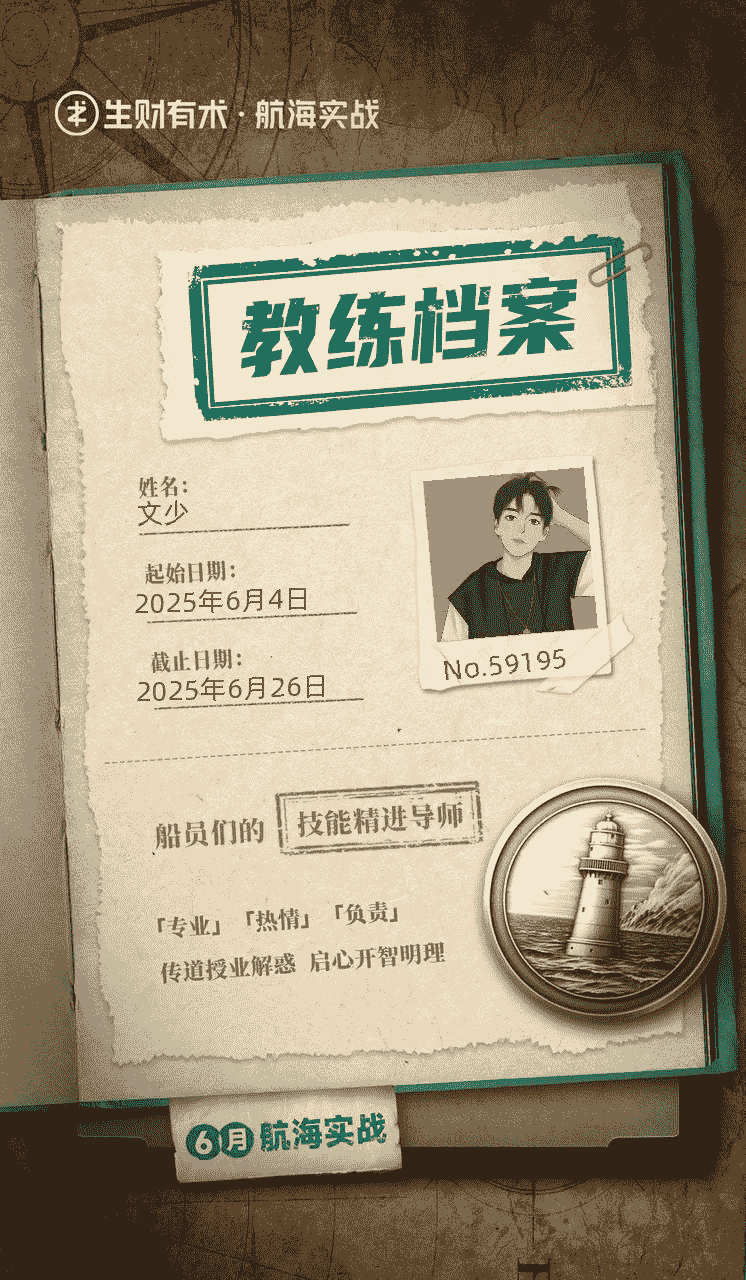 生财有术·航海实战
教练档案
姓名:
文少
起始日期:
2025年6月4日
截止日期:
2025年6月26日
No.59195
船员们的 技能精进导师
「专业」「热情」「负责」
传道授业解惑 启心开智明理
6月航海实战